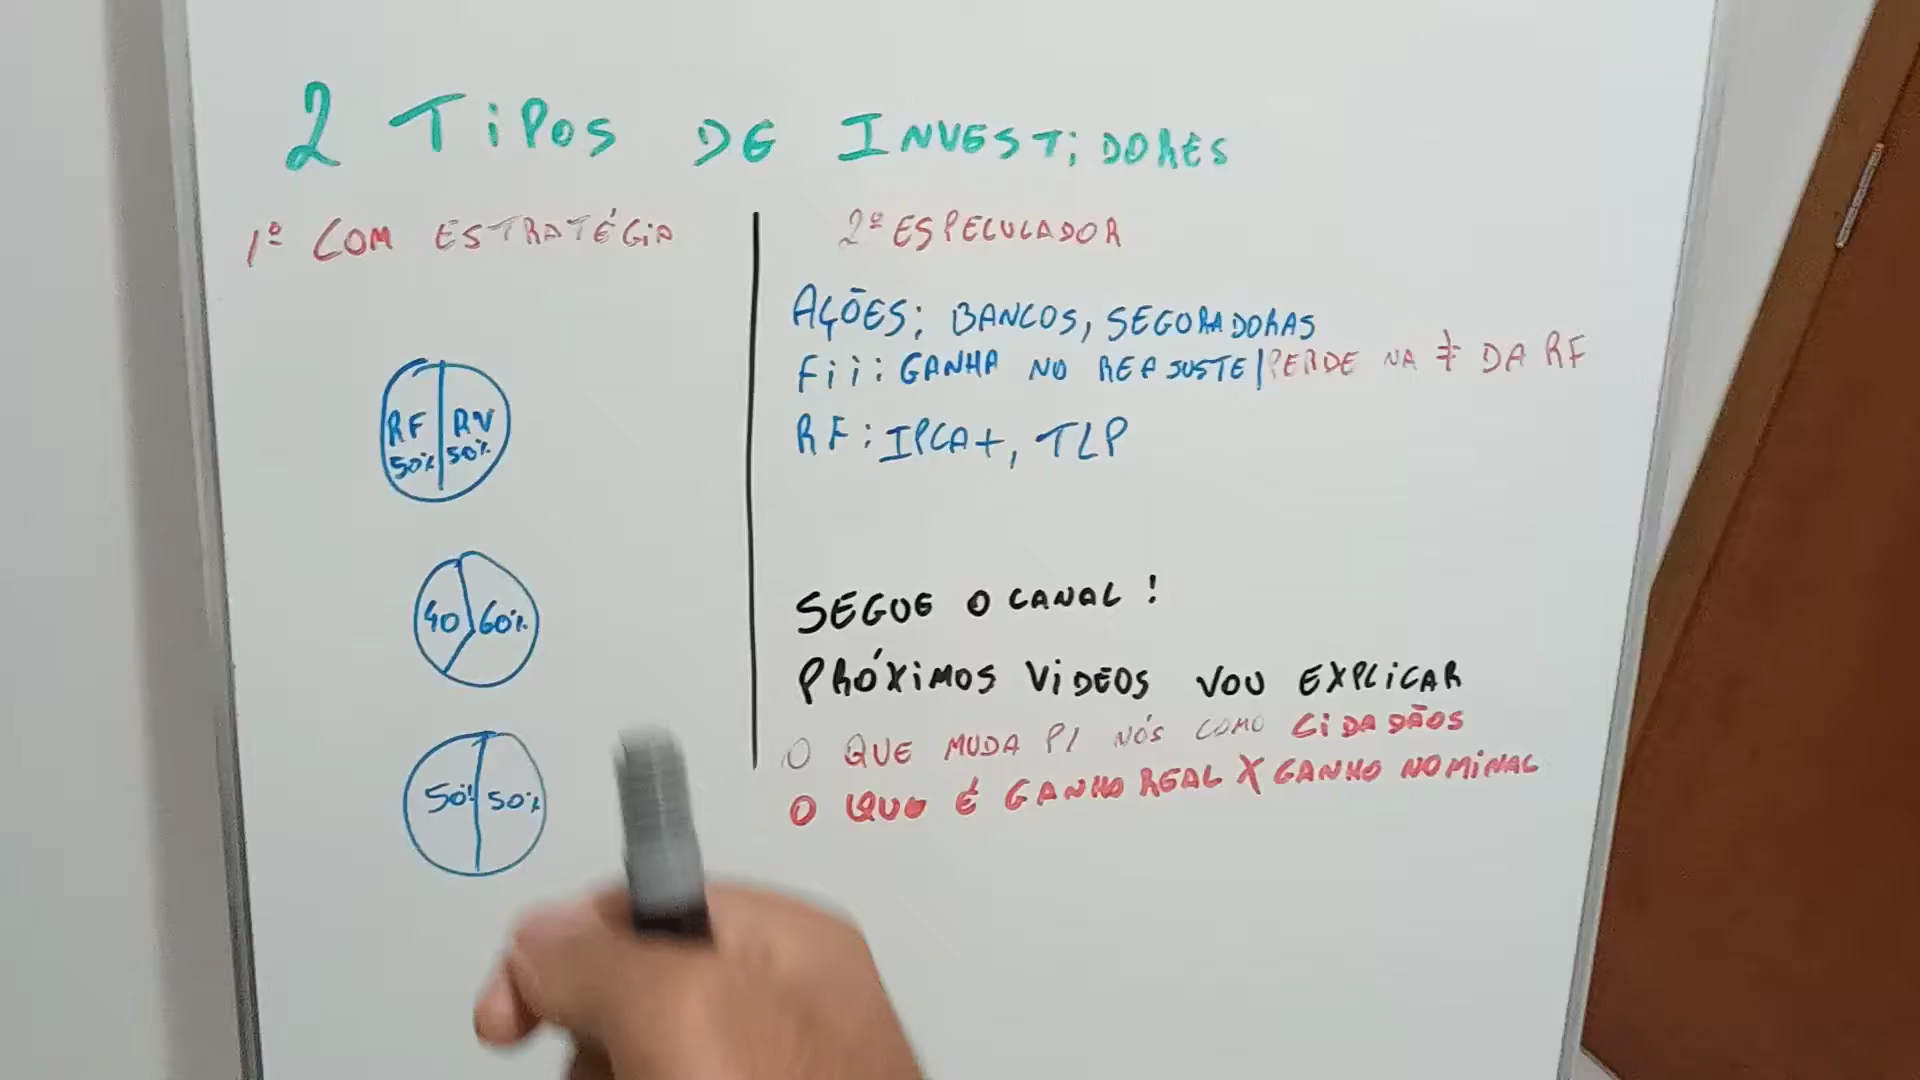 2 TiPOS DE INVESTiDORES
1º COM ESTRATÉGiA
RF RV
50% 50%
40 60%
50% 50%
2º ESPECULADOR
AÇÕES: BANCOS, SEGORADORAS
Fii: GANHA NO REAJUSTE/PERDE NA ≠ DA RF
RF: IPCA+, TLP
SEGUE O CANAL!
PRÓXiMOS ViDEOS VOU EXPLiCAR
O QUE MUDA P/ NÓS COMO CiDADÃOS
O QUE É GANHO REAL X GANHO NOMiNAL